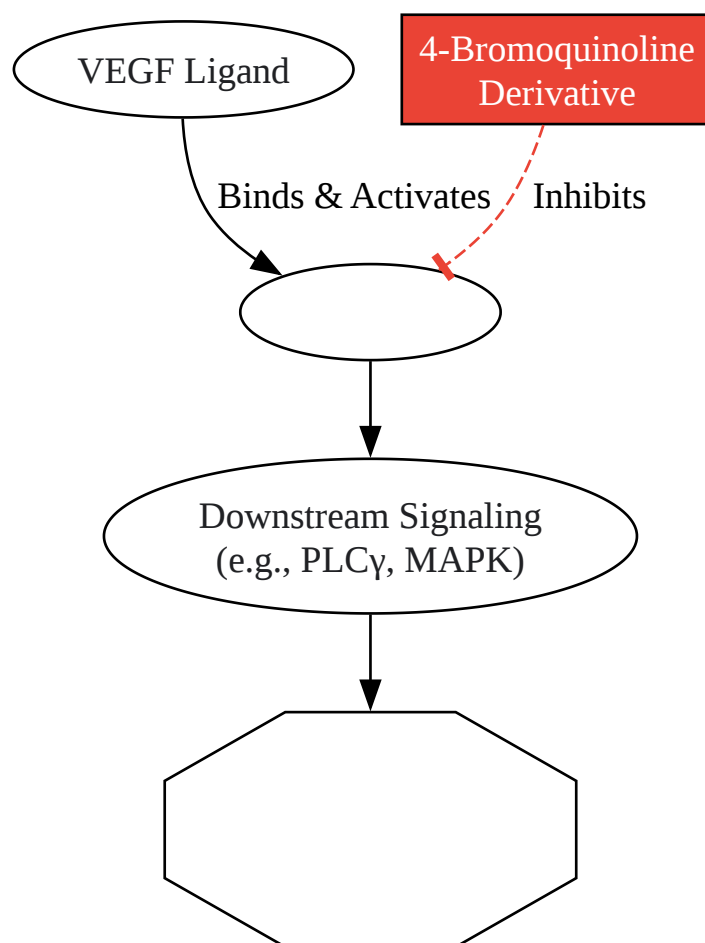 VEGF Ligand
4-Bromoquinoline
Derivative
Binds & Activates
Inhibits
Downstream Signaling
(e.g., PLCγ, MAPK)